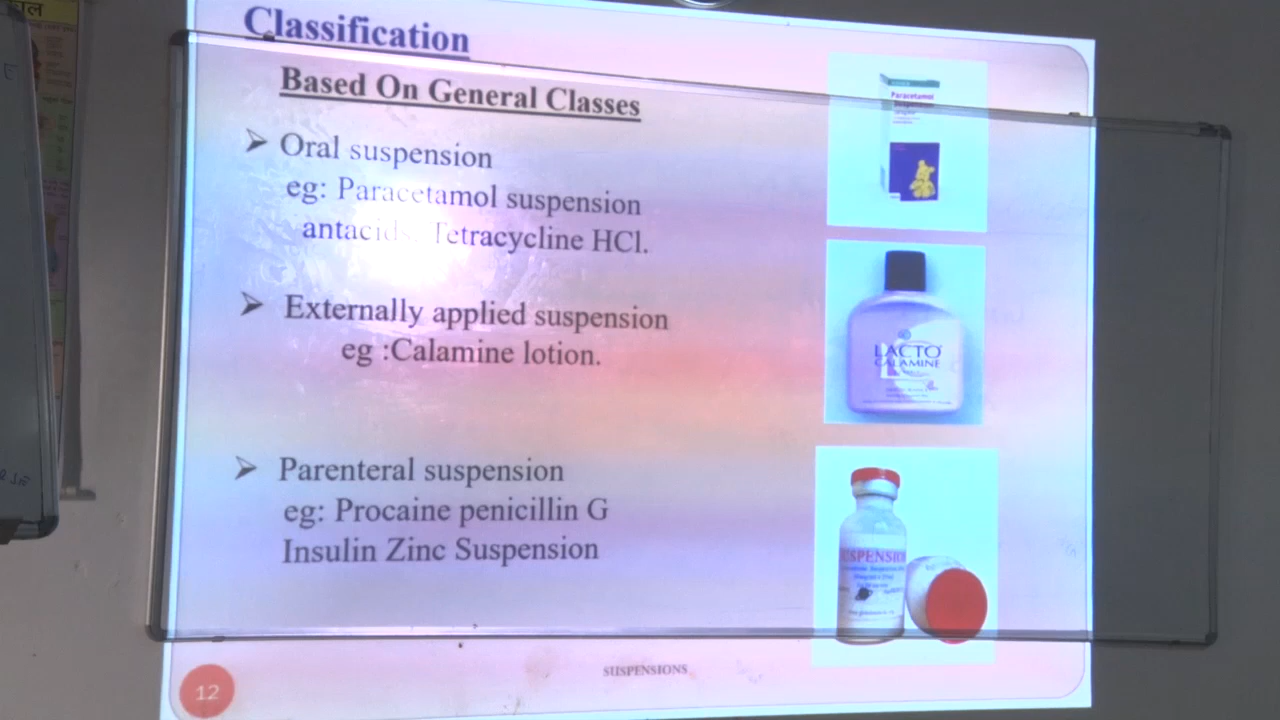 Classification
Based On General Classes
Oral suspension
eg: Paracetamol suspension
antacids. Tetracycline HCl.
Externally applied suspension
eg :Calamine lotion.
Parenteral suspension
eg: Procaine penicillin G
Insulin Zinc Suspension
Paracetamol
LACTO
CALAMINE
USPENSIO
SUSPENSIONS
12